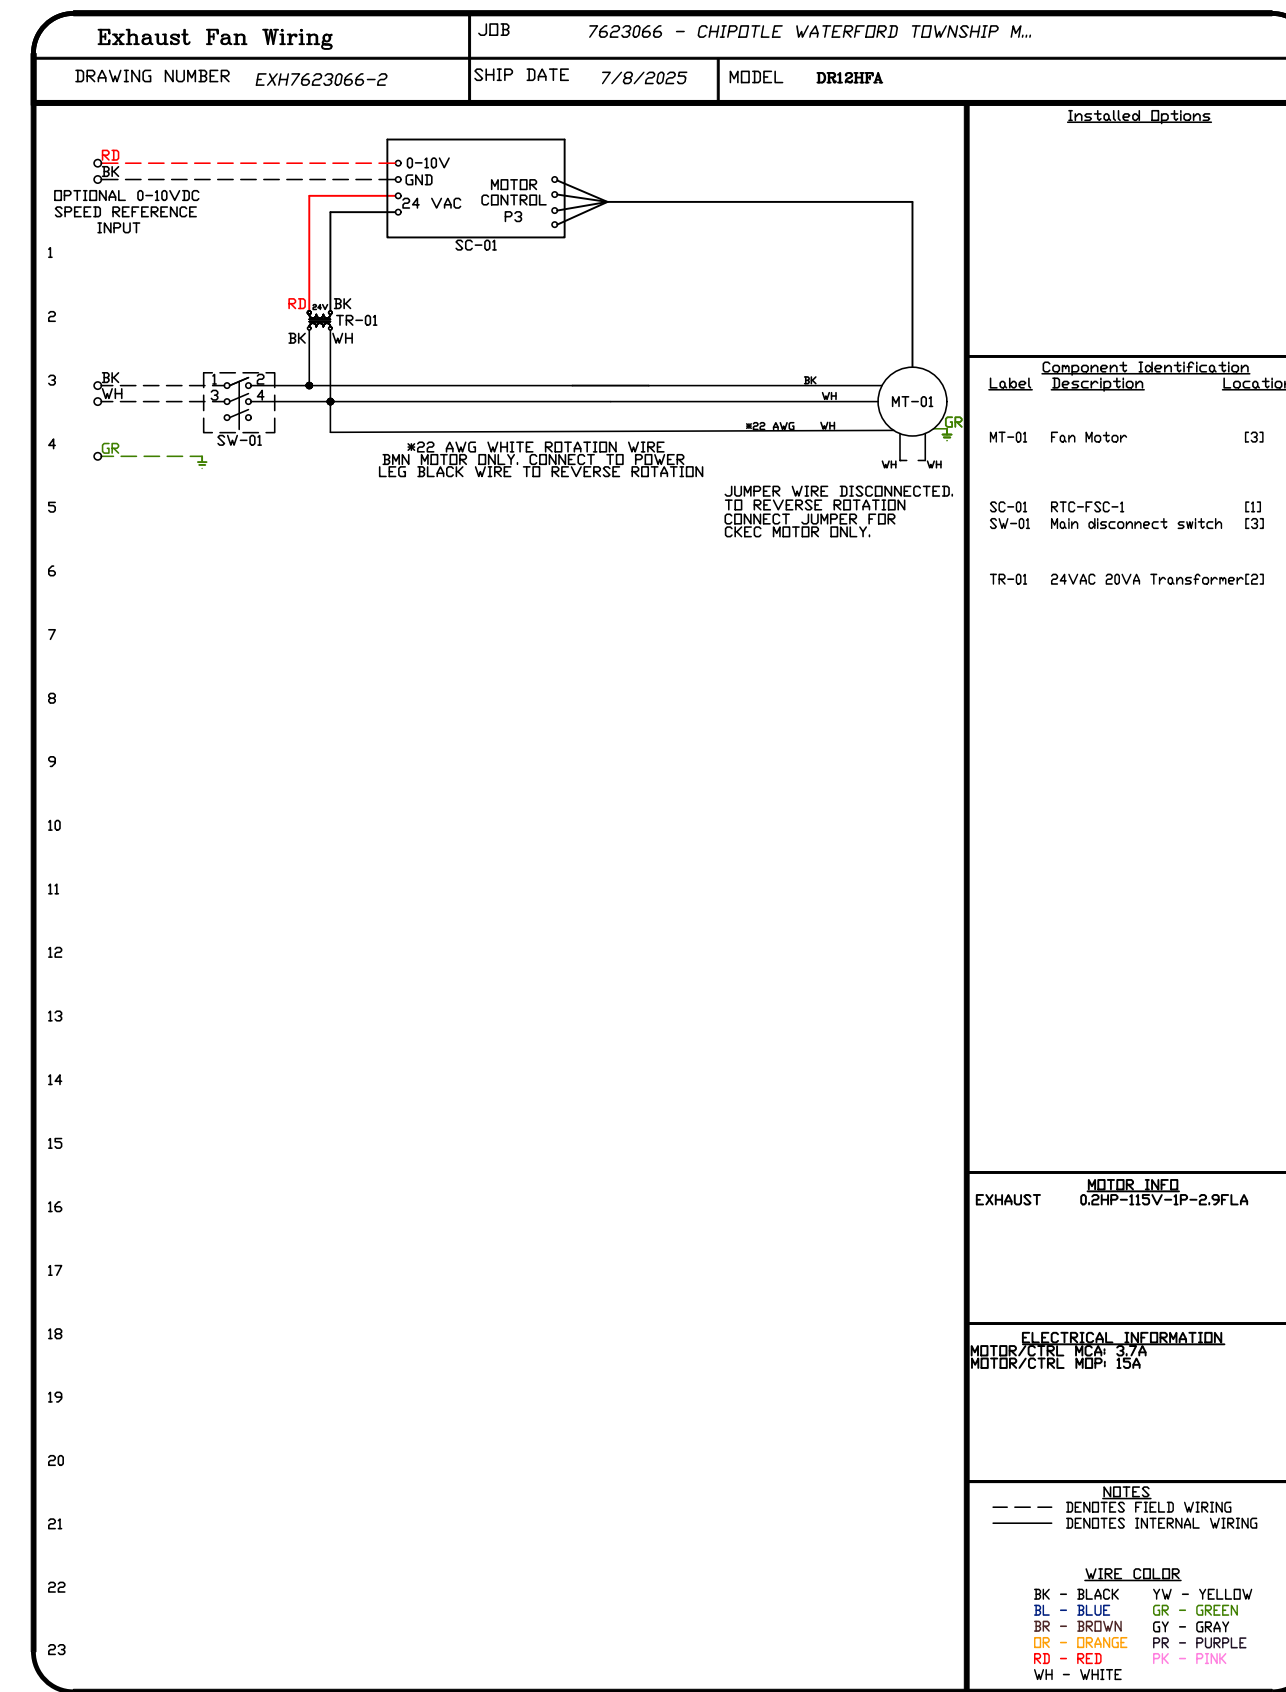 Exhaust Fan Wiring
JOB 7623066 - CHIPOTLE WATERFORD TOWNSHIP M...
DRAWING NUMBER EXH7623066-2
SHIP DATE 7/8/2025
MODEL DR12HFA
Installed Options
RD
BK
OPTIONAL 0-10VDC
SPEED REFERENCE
INPUT
0-10V
GND
24 VAC
MOTOR
CONTROL
P3
SC-01
RD 24V BK
TR-01
BK WH
BK
WH
1 2
3 4
SW-01
GR
BK
WH
*22 AWG WH
MT-01
GR
WH WH
*22 AWG WHITE ROTATION WIRE
BMN MOTOR ONLY. CONNECT TO POWER
LEG BLACK WIRE TO REVERSE ROTATION
JUMPER WIRE DISCONNECTED.
TO REVERSE ROTATION
CONNECT JUMPER FOR
CKEC MOTOR ONLY.
1
2
3
4
5
6
7
8
9
10
11
12
13
14
15
16
17
18
19
20
21
22
23
Component Identification
Label Description Location
MT-01 Fan Motor [3]
SC-01 RTC-FSC-1 [1]
SW-01 Main disconnect switch [3]
TR-01 24VAC 20VA Transformer[2]
MOTOR INFO
EXHAUST 0.2HP-115V-1P-2.9FLA
ELECTRICAL INFORMATION
MOTOR/CTRL MCA: 3.7A
MOTOR/CTRL MOP: 15A
NOTES
DENOTES FIELD WIRING
DENOTES INTERNAL WIRING
WIRE COLOR
BK - BLACK YW - YELLOW
BL - BLUE GR - GREEN
BR - BROWN GY - GRAY
OR - ORANGE PR - PURPLE
RD - RED PK - PINK
WH - WHITE